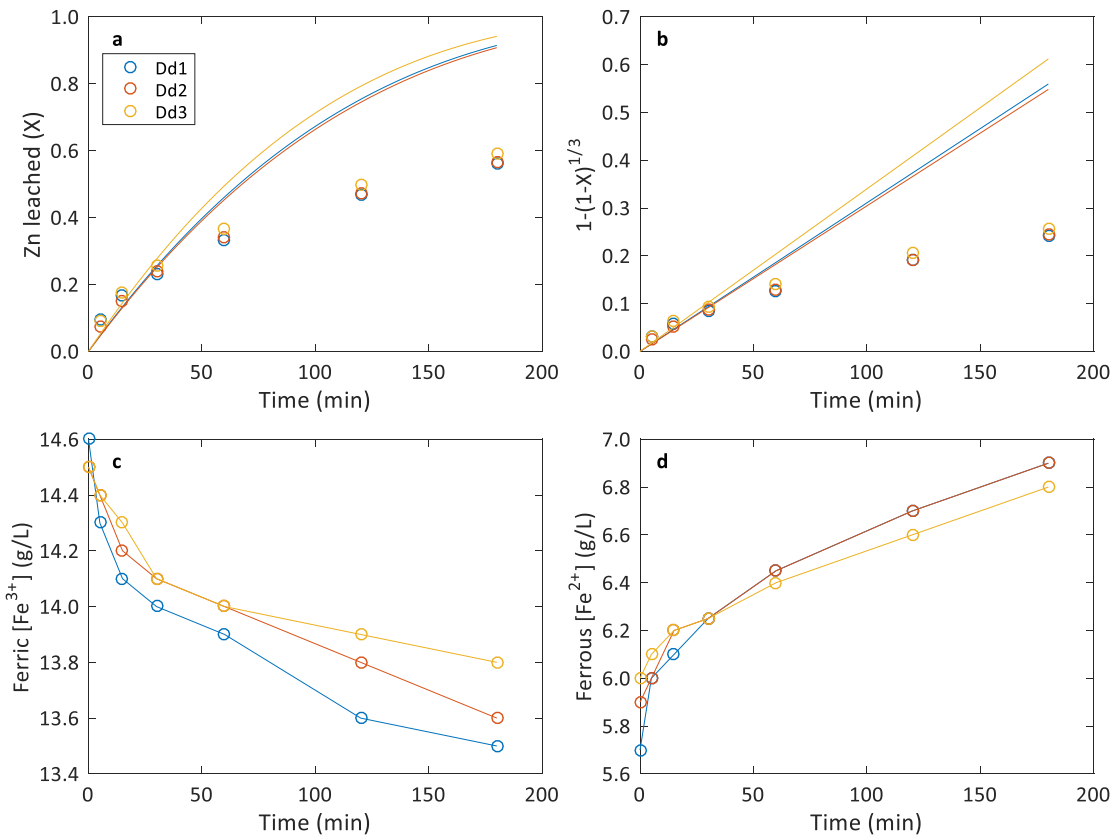 a
Dd1
Dd2
Dd3
Zn leached (X)
1.0
0.8
0.6
0.4
0.2
0.0
0 50 100 150 200
Time (min)
b
1-(1-X)^1/3
0.7
0.6
0.5
0.4
0.3
0.2
0.1
0.0
0 50 100 150 200
Time (min)
c
Ferric [Fe³⁺] (g/L)
14.6
14.4
14.2
14.0
13.8
13.6
13.4
0 50 100 150 200
Time (min)
d
Ferrous [Fe²⁺] (g/L)
7.0
6.8
6.6
6.4
6.2
6.0
5.8
5.6
0 50 100 150 200
Time (min)